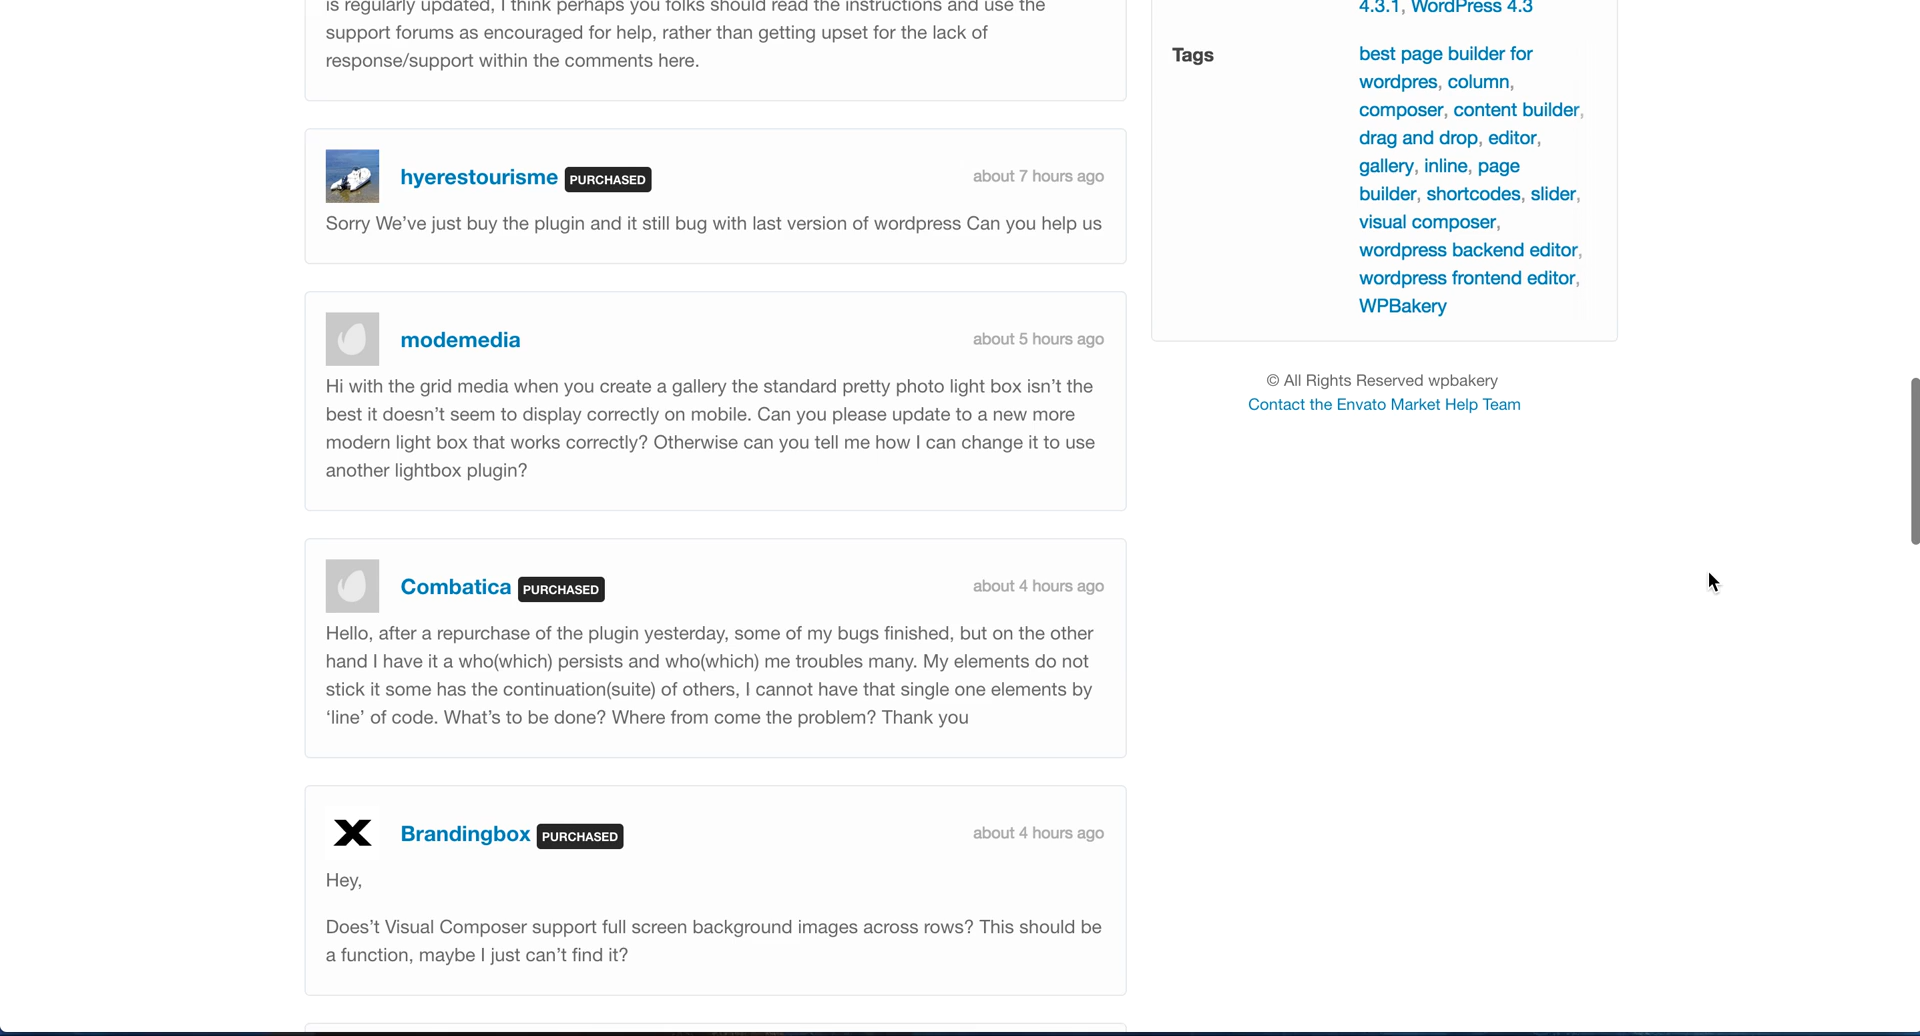 is regularly updated, I think perhaps you folks should read the instructions and use the
support forums as encouraged for help, rather than getting upset for the lack of
response/support within the comments here.
hyerestourisme PURCHASED about 7 hours ago
Sorry We’ve just buy the plugin and it still bug with last version of wordpress Can you help us
modemedia about 5 hours ago
Hi with the grid media when you create a gallery the standard pretty photo light box isn’t the
best it doesn’t seem to display correctly on mobile. Can you please update to a new more
modern light box that works correctly? Otherwise can you tell me how I can change it to use
another lightbox plugin?
Combatica PURCHASED about 4 hours ago
Hello, after a repurchase of the plugin yesterday, some of my bugs finished, but on the other
hand I have it a who(which) persists and who(which) me troubles many. My elements do not
stick it some has the continuation(suite) of others, I cannot have that single one elements by
‘line’ of code. What’s to be done? Where from come the problem? Thank you
Brandingbox PURCHASED about 4 hours ago
Hey,
Does’t Visual Composer support full screen background images across rows? This should be
a function, maybe I just can’t find it?
4.3.1, WordPress 4.3
Tags
best page builder for
wordpres, column,
composer, content builder,
drag and drop, editor,
gallery, inline, page
builder, shortcodes, slider,
visual composer,
wordpress backend editor,
wordpress frontend editor,
WPBakery
© All Rights Reserved wpbakery
Contact the Envato Market Help Team